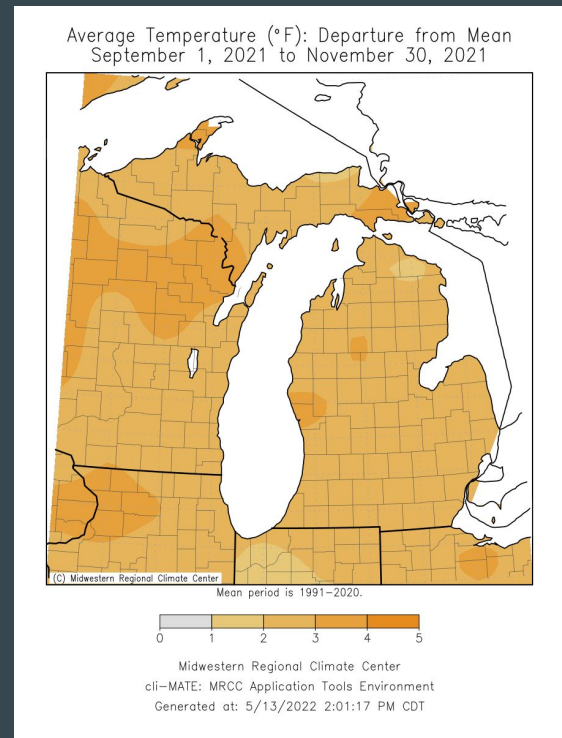 Average Temperature (°F): Departure from Mean
September 1, 2021 to November 30, 2021
(C) Midwestern Regional Climate Center
Mean period is 1991-2020.
0 1 2 3 4 5
Midwestern Regional Climate Center
cli-MATE: MRCC Application Tools Environment
Generated at: 5/13/2022 2:01:17 PM CDT